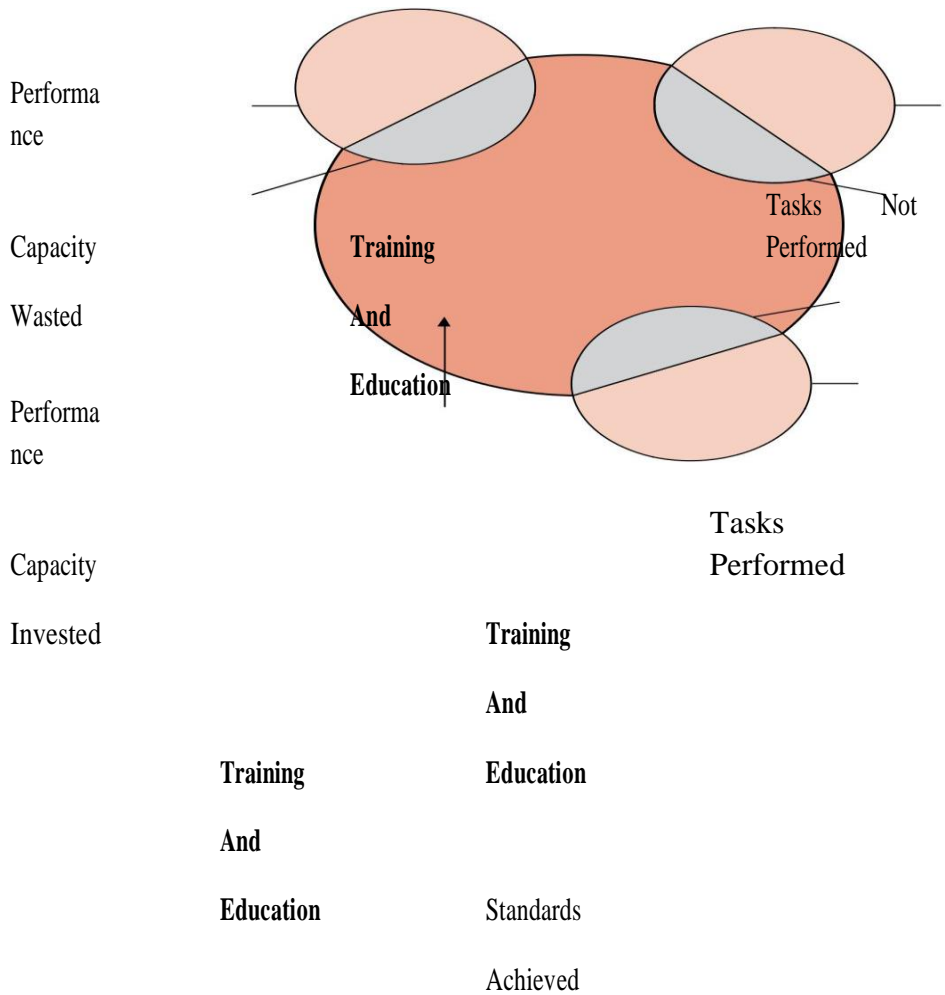 Performa
nce
Tasks Not
Capacity Training Performed
Wasted And
Education
Performa
nce
Tasks
Capacity Performed
Invested Training
And
Training Education
And
Education Standards
Achieved